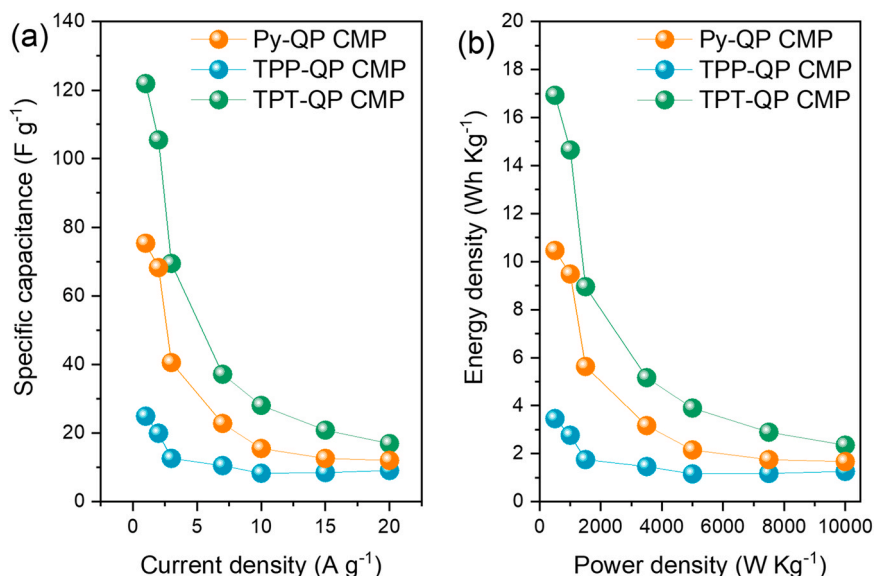 (a)
Py-QP CMP
TPP-QP CMP
TPT-QP CMP
Specific capacitance (F g⁻¹)
140
120
100
80
60
40
20
0
0 5 10 15 20
Current density (A g⁻¹)
(b)
Py-QP CMP
TPP-QP CMP
TPT-QP CMP
Energy density (Wh Kg⁻¹)
20
18
16
14
12
10
8
6
4
2
0
0 2000 4000 6000 8000 10000
Power density (W Kg⁻¹)